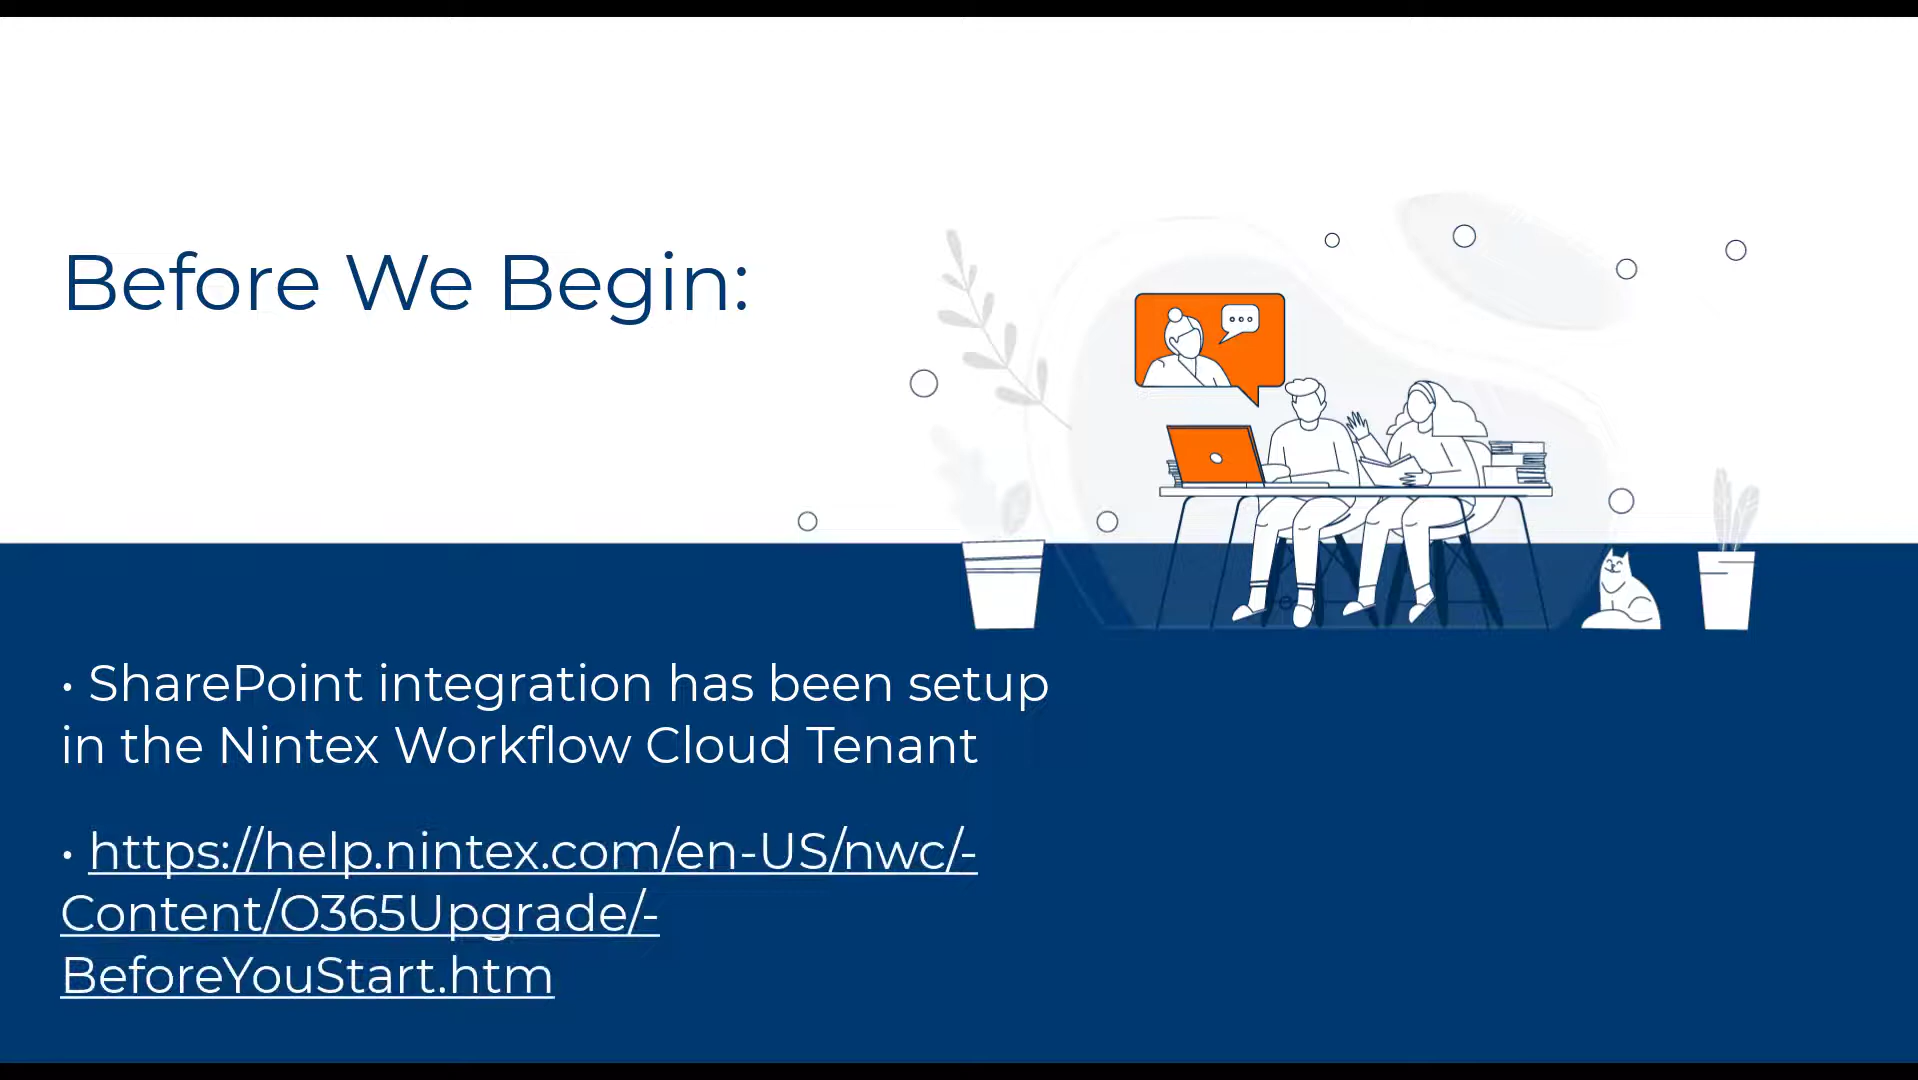 Before We Begin:
• SharePoint integration has been setup
in the Nintex Workflow Cloud Tenant
• https://help.nintex.com/en-US/nwc/-
Content/O365Upgrade/-
BeforeYouStart.htm